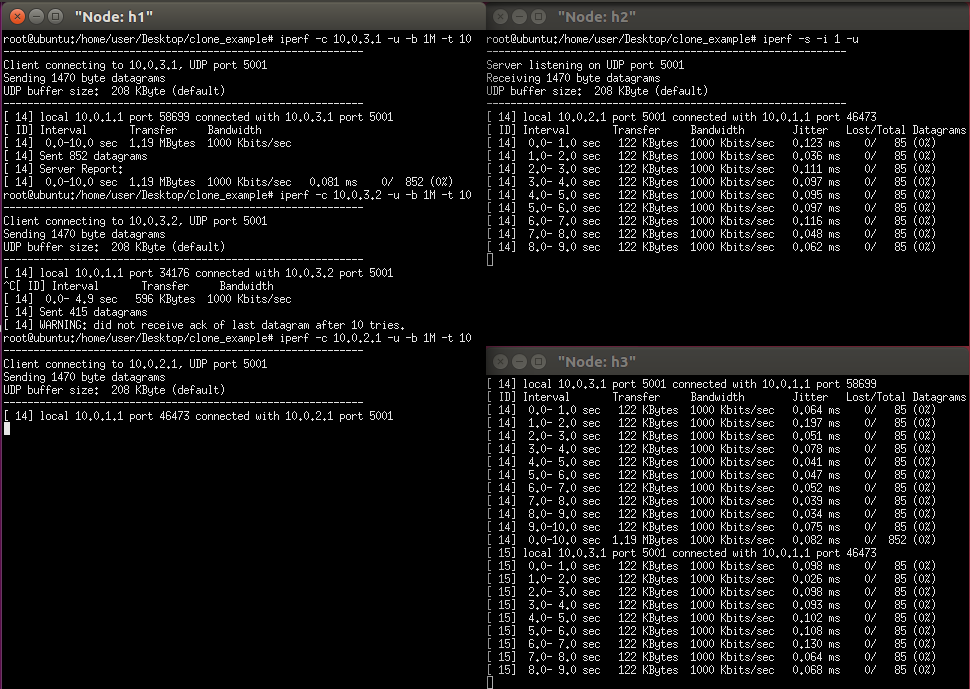 "Node: h1"
root@ubuntu:/home/user/Desktop/clone_example# iperf -c 10.0.3.1 -u -b 1M -t 10
------------------------------------------------------------
Client connecting to 10.0.3.1, UDP port 5001
Sending 1470 byte datagrams
UDP buffer size:  208 KByte (default)
------------------------------------------------------------
[ 14] local 10.0.1.1 port 58699 connected with 10.0.3.1 port 5001
[ ID] Interval       Transfer     Bandwidth
[ 14]  0.0-10.0 sec  1.19 MBytes  1000 Kbits/sec
[ 14] Sent 852 datagrams
[ 14] Server Report:
[ 14]  0.0-10.0 sec  1.19 MBytes  1000 Kbits/sec   0.081 ms    0/  852 (0%)
root@ubuntu:/home/user/Desktop/clone_example# iperf -c 10.0.3.2 -u -b 1M -t 10
------------------------------------------------------------
Client connecting to 10.0.3.2, UDP port 5001
Sending 1470 byte datagrams
UDP buffer size:  208 KByte (default)
------------------------------------------------------------
[ 14] local 10.0.1.1 port 34176 connected with 10.0.3.2 port 5001
^C[ ID] Interval       Transfer     Bandwidth
[ 14]  0.0- 4.9 sec   596 KBytes  1000 Kbits/sec
[ 14] Sent 415 datagrams
[ 14] WARNING: did not receive ack of last datagram after 10 tries.
root@ubuntu:/home/user/Desktop/clone_example# iperf -c 10.0.2.1 -u -b 1M -t 10
------------------------------------------------------------
Client connecting to 10.0.2.1, UDP port 5001
Sending 1470 byte datagrams
UDP buffer size:  208 KByte (default)
------------------------------------------------------------
[ 14] local 10.0.1.1 port 46473 connected with 10.0.2.1 port 5001
"Node: h2"
root@ubuntu:/home/user/Desktop/clone_example# iperf -s -i 1 -u
------------------------------------------------------------
Server listening on UDP port 5001
Receiving 1470 byte datagrams
UDP buffer size:  208 KByte (default)
------------------------------------------------------------
[ 14] local 10.0.2.1 port 5001 connected with 10.0.1.1 port 46473
[ ID] Interval       Transfer     Bandwidth        Jitter   Lost/Total Datagrams
[ 14]  0.0- 1.0 sec   122 KBytes  1000 Kbits/sec   0.123 ms    0/   85 (0%)
[ 14]  1.0- 2.0 sec   122 KBytes  1000 Kbits/sec   0.036 ms    0/   85 (0%)
[ 14]  2.0- 3.0 sec   122 KBytes  1000 Kbits/sec   0.111 ms    0/   85 (0%)
[ 14]  3.0- 4.0 sec   122 KBytes  1000 Kbits/sec   0.097 ms    0/   85 (0%)
[ 14]  4.0- 5.0 sec   122 KBytes  1000 Kbits/sec   0.095 ms    0/   85 (0%)
[ 14]  5.0- 6.0 sec   122 KBytes  1000 Kbits/sec   0.097 ms    0/   85 (0%)
[ 14]  6.0- 7.0 sec   122 KBytes  1000 Kbits/sec   0.116 ms    0/   85 (0%)
[ 14]  7.0- 8.0 sec   122 KBytes  1000 Kbits/sec   0.048 ms    0/   85 (0%)
[ 14]  8.0- 9.0 sec   122 KBytes  1000 Kbits/sec   0.062 ms    0/   85 (0%)
"Node: h3"
[ 14] local 10.0.3.1 port 5001 connected with 10.0.1.1 port 58699
[ ID] Interval       Transfer     Bandwidth        Jitter   Lost/Total Datagrams
[ 14]  0.0- 1.0 sec   122 KBytes  1000 Kbits/sec   0.064 ms    0/   85 (0%)
[ 14]  1.0- 2.0 sec   122 KBytes  1000 Kbits/sec   0.197 ms    0/   85 (0%)
[ 14]  2.0- 3.0 sec   122 KBytes  1000 Kbits/sec   0.051 ms    0/   85 (0%)
[ 14]  3.0- 4.0 sec   122 KBytes  1000 Kbits/sec   0.078 ms    0/   85 (0%)
[ 14]  4.0- 5.0 sec   122 KBytes  1000 Kbits/sec   0.041 ms    0/   85 (0%)
[ 14]  5.0- 6.0 sec   122 KBytes  1000 Kbits/sec   0.047 ms    0/   85 (0%)
[ 14]  6.0- 7.0 sec   122 KBytes  1000 Kbits/sec   0.052 ms    0/   85 (0%)
[ 14]  7.0- 8.0 sec   122 KBytes  1000 Kbits/sec   0.039 ms    0/   85 (0%)
[ 14]  8.0- 9.0 sec   122 KBytes  1000 Kbits/sec   0.034 ms    0/   85 (0%)
[ 14]  9.0-10.0 sec   122 KBytes  1000 Kbits/sec   0.075 ms    0/   85 (0%)
[ 14]  0.0-10.0 sec  1.19 MBytes  1000 Kbits/sec   0.082 ms    0/  852 (0%)
[ 15] local 10.0.3.1 port 5001 connected with 10.0.1.1 port 46473
[ 15]  0.0- 1.0 sec   122 KBytes  1000 Kbits/sec   0.098 ms    0/   85 (0%)
[ 15]  1.0- 2.0 sec   122 KBytes  1000 Kbits/sec   0.026 ms    0/   85 (0%)
[ 15]  2.0- 3.0 sec   122 KBytes  1000 Kbits/sec   0.098 ms    0/   85 (0%)
[ 15]  3.0- 4.0 sec   122 KBytes  1000 Kbits/sec   0.093 ms    0/   85 (0%)
[ 15]  4.0- 5.0 sec   122 KBytes  1000 Kbits/sec   0.102 ms    0/   85 (0%)
[ 15]  5.0- 6.0 sec   122 KBytes  1000 Kbits/sec   0.108 ms    0/   85 (0%)
[ 15]  6.0- 7.0 sec   122 KBytes  1000 Kbits/sec   0.130 ms    0/   85 (0%)
[ 15]  7.0- 8.0 sec   122 KBytes  1000 Kbits/sec   0.064 ms    0/   85 (0%)
[ 15]  8.0- 9.0 sec   122 KBytes  1000 Kbits/sec   0.068 ms    0/   85 (0%)